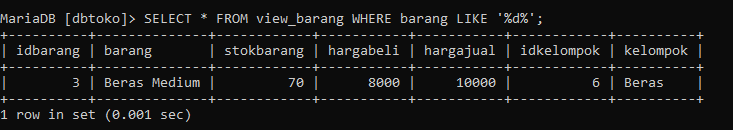 MariaDB [dbtoko]> SELECT * FROM view_barang WHERE barang LIKE '%d%';
+----------+--------------+------------+-----------+-----------+------------+----------+
| idbarang | barang       | stokbarang | hargabeli | hargajual | idkelompok | kelompok |
+----------+--------------+------------+-----------+-----------+------------+----------+
|        3 | Beras Medium |         70 |      8000 |     10000 |          6 | Beras    |
+----------+--------------+------------+-----------+-----------+------------+----------+
1 row in set (0.001 sec)